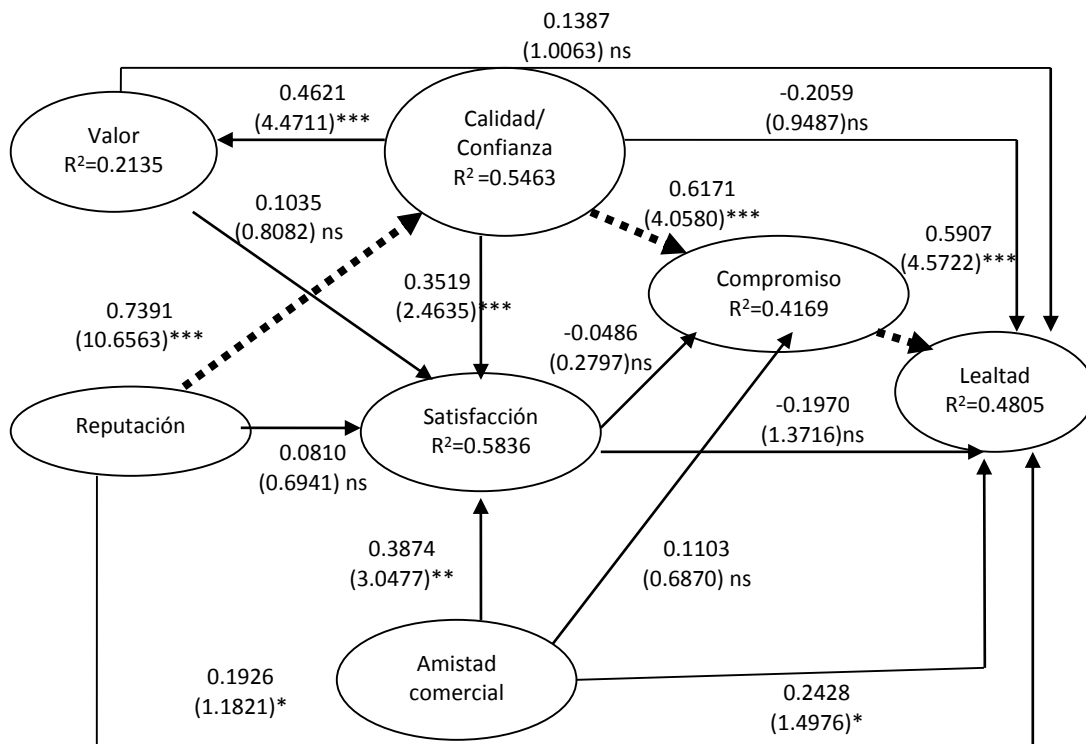 0.1387
(1.0063) ns
0.4621
(4.4711)***
-0.2059
(0.9487)ns
Valor
R²=0.2135
Calidad/
Confianza
R² =0.5463
0.1035
(0.8082) ns
0.6171
(4.0580)***
0.5907
(4.5722)***
0.7391
(10.6563)***
0.3519
(2.4635)***
Compromiso
R²=0.4169
-0.0486
(0.2797)ns
Lealtad
R²=0.4805
Reputación
Satisfacción
R²=0.5836
-0.1970
(1.3716)ns
0.0810
(0.6941) ns
0.3874
(3.0477)**
0.1103
(0.6870) ns
Amistad
comercial
0.1926
(1.1821)*
0.2428
(1.4976)*